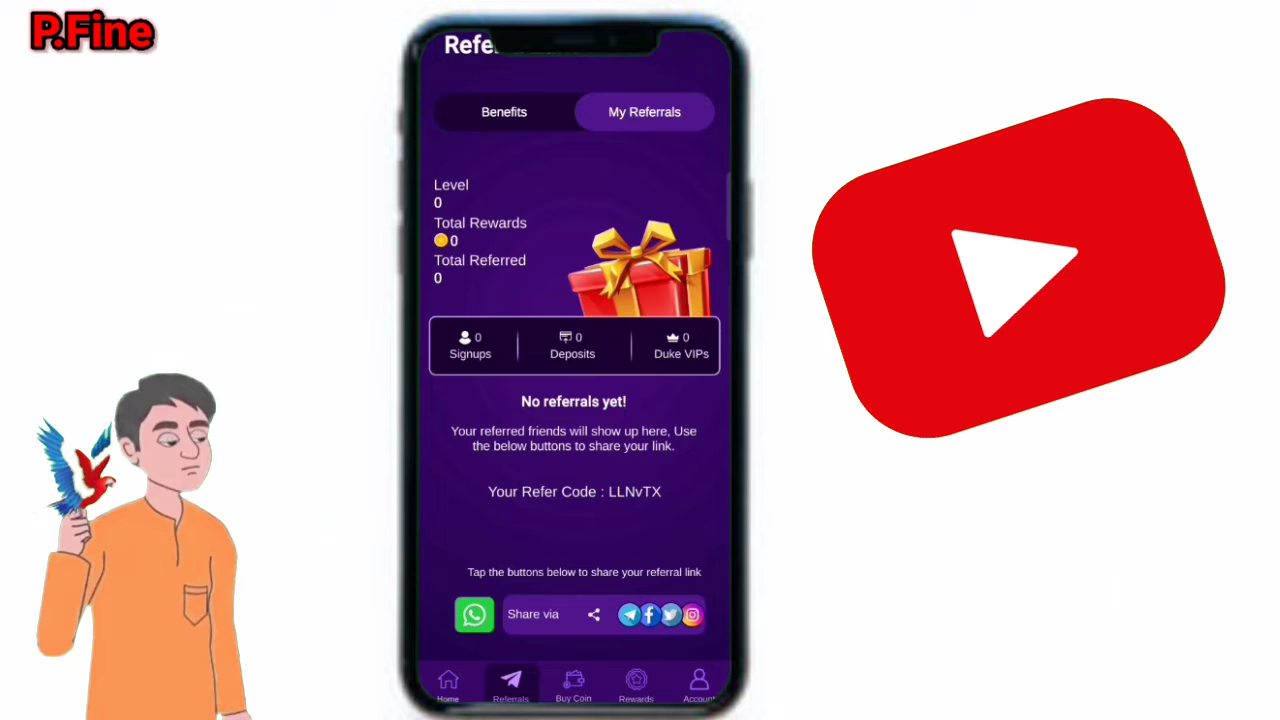 P.Fine
Refe
Benefits
My Referrals
Level
0
Total Rewards
0
Total Referred
0
0
Signups
0
Deposits
0
Duke VIPs
No referrals yet!
Your referred friends will show up here, Use
the below buttons to share your link.
Your Refer Code : LLNvTX
Tap the buttons below to share your referral link
Share via
Home
Referrals
Buy Coin
Rewards
Account